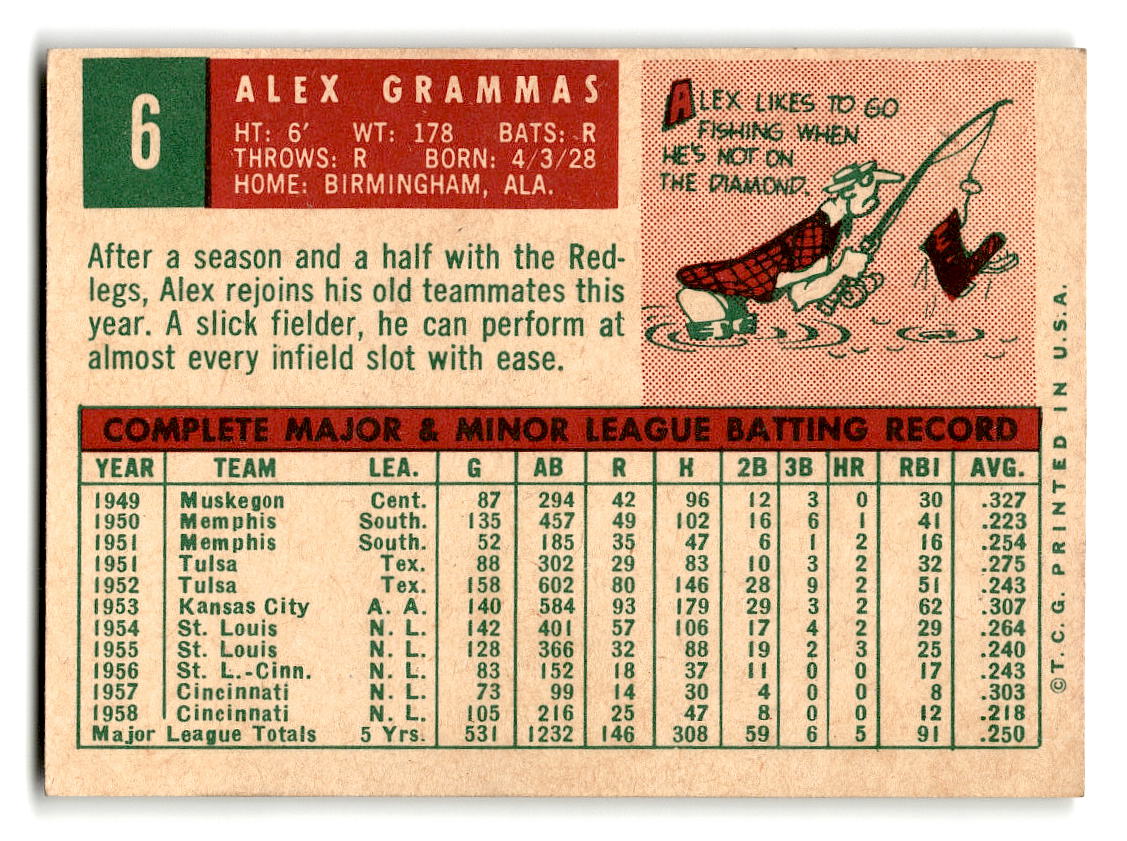 6
ALEX GRAMMAS
HT: 6' WT: 178 BATS: R
THROWS: R BORN: 4/3/28
HOME: BIRMINGHAM, ALA.
ALEX LIKES TO GO
FISHING WHEN
HE'S NOT ON
THE DIAMOND.
After a season and a half with the Red-
legs, Alex rejoins his old teammates this
year. A slick fielder, he can perform at
almost every infield slot with ease.
COMPLETE MAJOR & MINOR LEAGUE BATTING RECORD
YEAR TEAM LEA. G AB R H 2B 3B HR RBI AVG.
1949 Muskegon Cent. 87 294 42 96 12 3 0 30 .327
1950 Memphis South. 135 457 49 102 16 6 1 41 .223
1951 Memphis South. 52 185 35 47 6 1 2 16 .254
1951 Tulsa Tex. 88 302 29 83 10 3 2 32 .275
1952 Tulsa Tex. 158 602 80 146 28 9 2 51 .243
1953 Kansas City A. A. 140 584 93 179 29 3 2 62 .307
1954 St. Louis N. L. 142 401 57 106 17 4 2 29 .264
1955 St. Louis N. L. 128 366 32 88 19 2 3 25 .240
1956 St. L.-Cinn. N. L. 83 152 18 37 11 0 0 17 .243
1957 Cincinnati N. L. 73 99 14 30 4 0 0 8 .303
1958 Cincinnati N. L. 105 216 25 47 8 0 0 12 .218
Major League Totals 5 Yrs. 531 1232 146 308 59 6 5 91 .250
©T. C. G. PRINTED IN U.S.A.